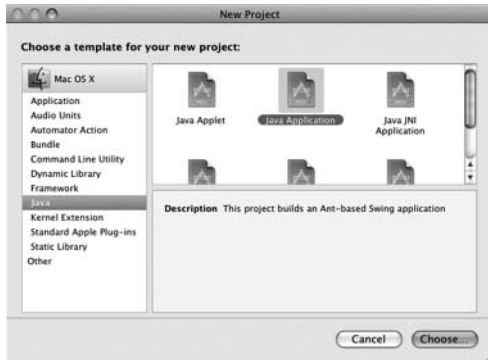 New Project
Choose a template for your new project:
Mac OS X
Application
Audio Units
Automator Action
Bundle
Command Line Utility
Dynamic Library
Framework
Java
Kernel Extension
Standard Apple Plug-ins
Static Library
Other
Java Applet
Java Application
Java JNI
Application
Description This project builds an Ant-based Swing application
Cancel
Choose...